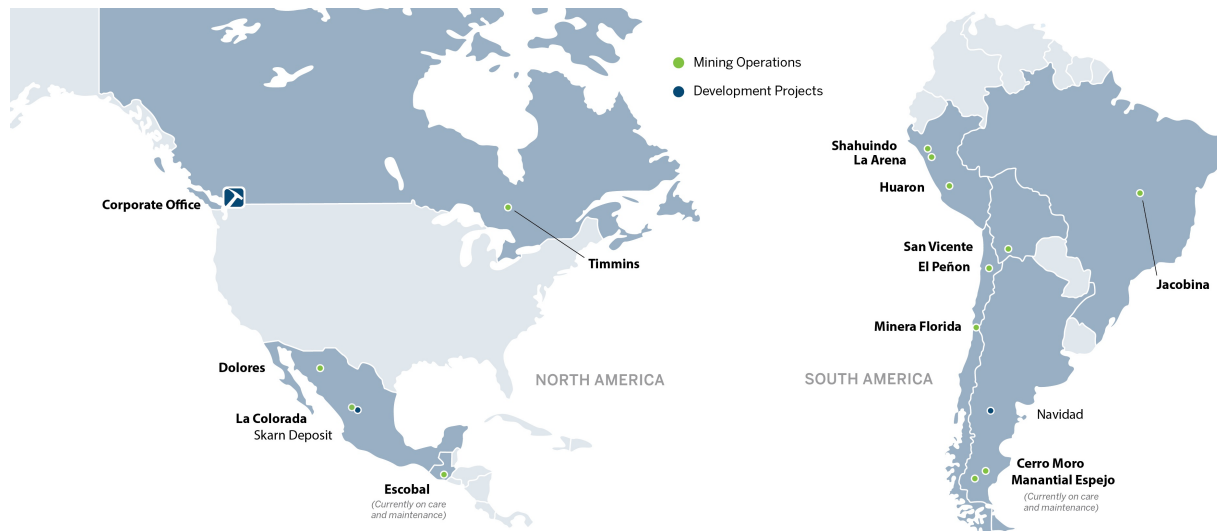 Mining Operations
Development Projects
Corporate Office
Timmins
Dolores
La Colorada
Skarn Deposit
Escobal
(Currently on care
and maintenance)
NORTH AMERICA
Shahuindo
La Arena
Huaron
San Vicente
El Peñon
Jacobina
Minera Florida
SOUTH AMERICA
Navidad
Cerro Moro
Manantial Espejo
(Currently on care
and maintenance)